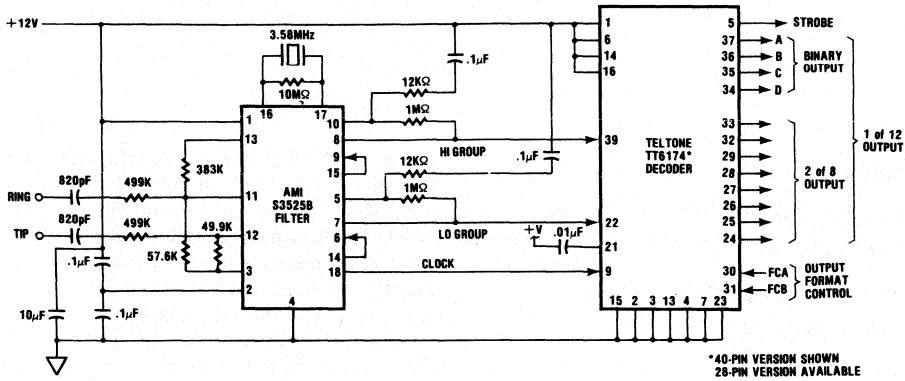 +12V
3.58MHz
10MΩ
16 17
.1µF
12KΩ
1MΩ
1 10
13 8
HI GROUP
383K
9
15
12KΩ
.1µF
1MΩ
820pF
499K
RING
11
AMI
S3525B
FILTER
5
7
LO GROUP
820pF
499K
49.9K
TIP
12
6
14
+V
.01µF
57.6K
.1µF
3
18
CLOCK
2
4
10µF
.1µF
1
6
14
16
39
22
21
9
TELTONE
TT6174*
DECODER
5 STROBE
37 A
36 B
35 C
34 D
BINARY
OUTPUT
33
32
29
28
27
26
25
24
2 of 8
OUTPUT
1 of 12
OUTPUT
30 FCA
31 FCB
OUTPUT
FORMAT
CONTROL
15 2 3 13 4 7 23
*40-PIN VERSION SHOWN
28-PIN VERSION AVAILABLE